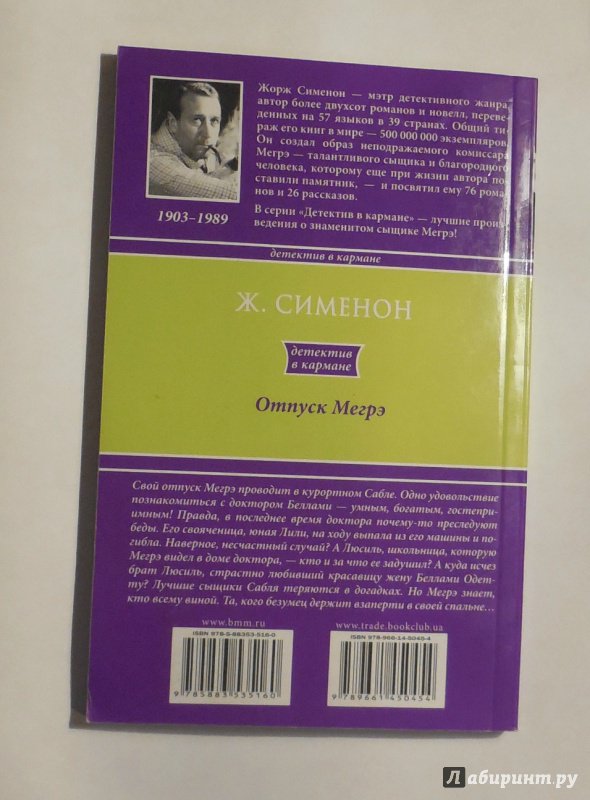 Жорж Сименон — мэтр детективного жанра,
автор более двухсот романов и новелл, переве-
денных на 57 языков в 39 странах. Общий ти-
раж его книг в мире — 500 000 000 экземпляров.
Он создал образ неподражаемого комиссара
Мегрэ — талантливого сыщика и благородного
человека, которому еще при жизни автора по-
ставили памятник, — и посвятил ему 76 рома-
нов и 26 рассказов.
В серии «Детектив в кармане» — лучшие произ-
ведения о знаменитом сыщике Мегрэ!
1903–1989
детектив в кармане
Ж. СИМЕНОН
детектив
в кармане
Отпуск Мегрэ
Свой отпуск Мегрэ проводит в курортном Сабле. Одно удовольствие
познакомиться с доктором Беллами — умным, богатым, гостепри-
имным! Правда, в последнее время доктора почему-то преследуют
беды. Его свояченица, юная Лили, на ходу выпала из его машины и по-
гибла. Наверное, несчастный случай? А Люсиль, школьница, которую
Мегрэ видел в доме доктора, — кто и за что ее задушил? А куда исчез
брат Люсиль, страстно любивший красавицу жену Беллами Одет-
ту? Лучшие сыщики Сабля теряются в догадках. Но Мегрэ знает,
кто всему виной. Та, кого безумец держит взаперти в своей спальне...
www.bmm.ru
www.trade.bookclub.ua
ISBN 978-5-88353-516-0
ISBN 978-966-14-5045-4
9 785883 535160
9 789661 450454
Лабиринт.ру